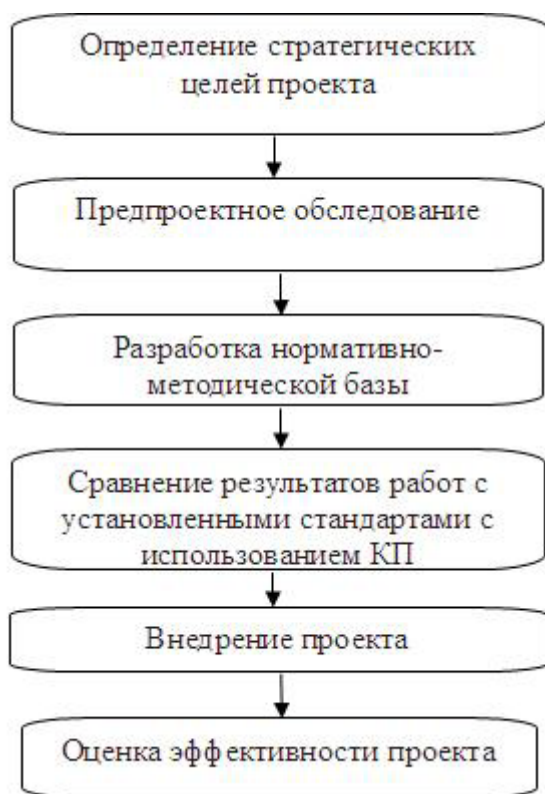 Определение стратегических
целей проекта
Предпроектное обследование
Разработка нормативно-
методической базы
Сравнение результатов работ с
установленными стандартами с
использованием КП
Внедрение проекта
Оценка эффективности проекта